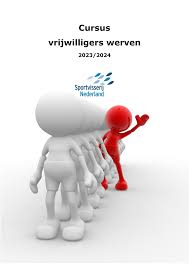 Cursus
vrijwilligers werven
2023/2024
Sportvisserij
Nederland